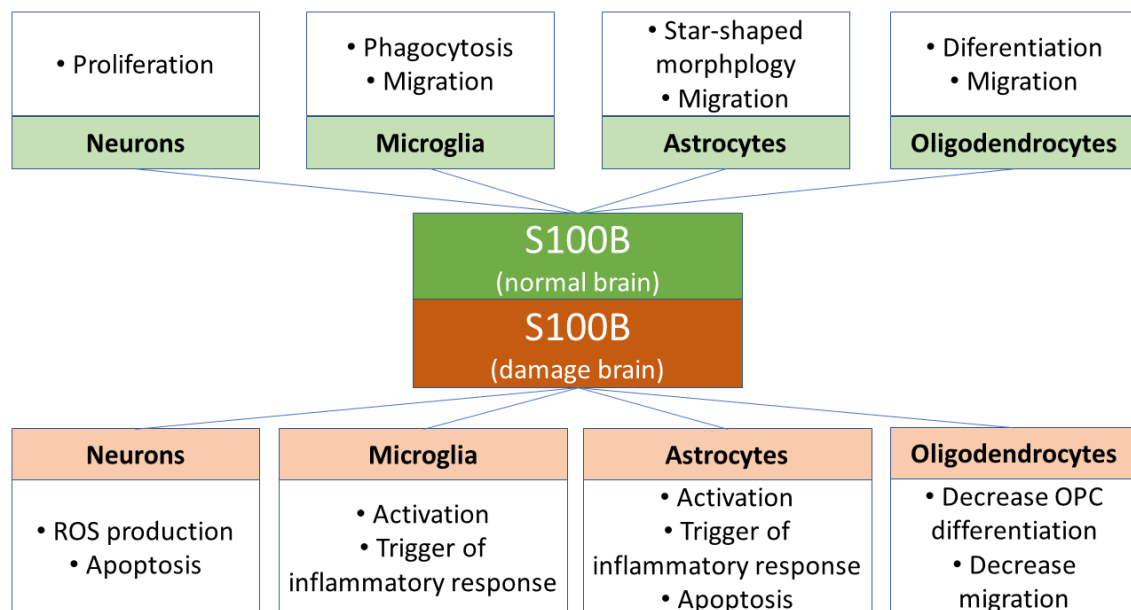 • Proliferation
Neurons
• Phagocytosis
• Migration
Microglia
• Star-shaped
morphplogy
• Migration
Astrocytes
• Diferentiation
• Migration
Oligodendrocytes
S100B
(normal brain)
S100B
(damage brain)
Neurons
• ROS production
• Apoptosis
Microglia
• Activation
• Trigger of
inflammatory response
Astrocytes
• Activation
• Trigger of
inflammatory response
• Apoptosis
Oligodendrocytes
• Decrease OPC
differentiation
• Decrease
migration